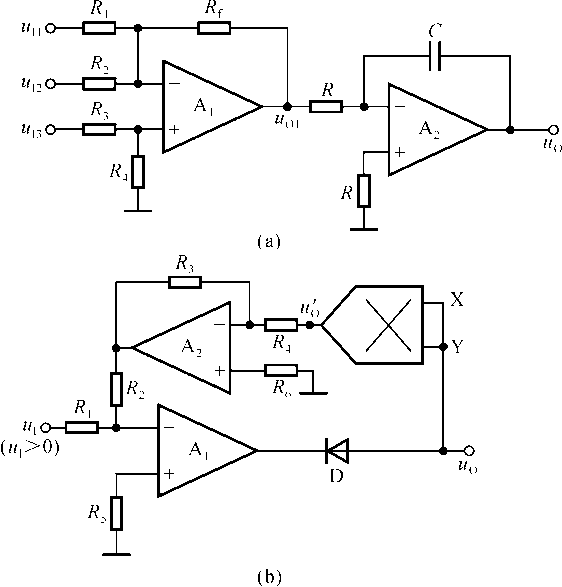 R1
Rf
uI1
C
R2
uI2
−
R
−
A1
R3
A2
uI3
+
uO1
uO
+
R4
R
(a)
R3
u′O
X
−
A2
R4
Y
+
R6
R2
R1
uI
−
(uI>0)
A1
+
D
uO
R5
(b)